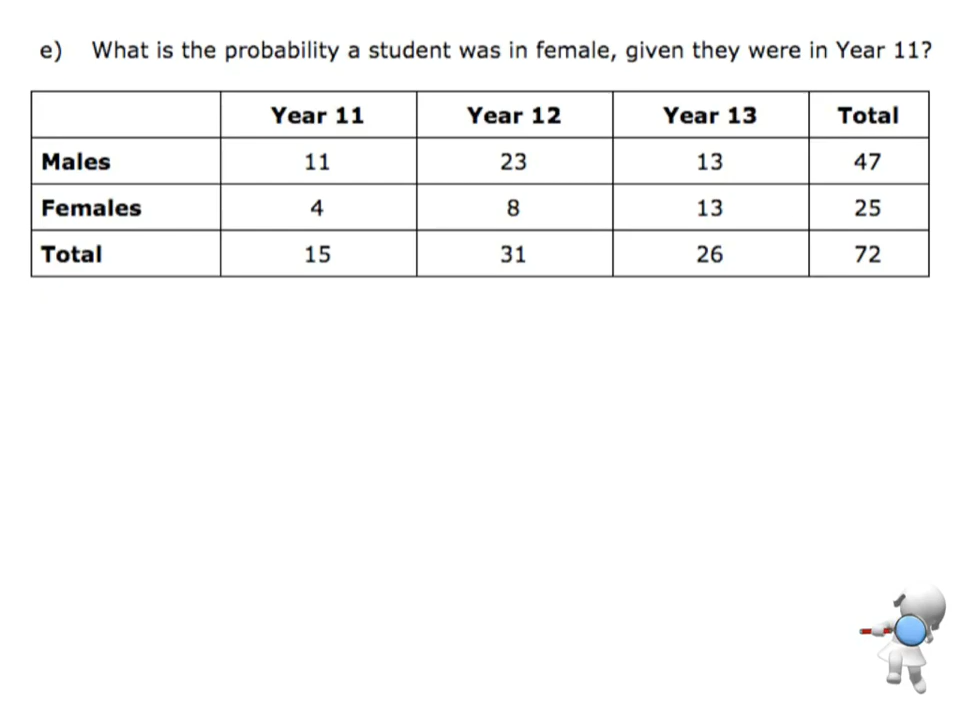 e) What is the probability a student was in female, given they were in Year 11?
Year 11 Year 12 Year 13 Total
Males 11 23 13 47
Females 4 8 13 25
Total 15 31 26 72